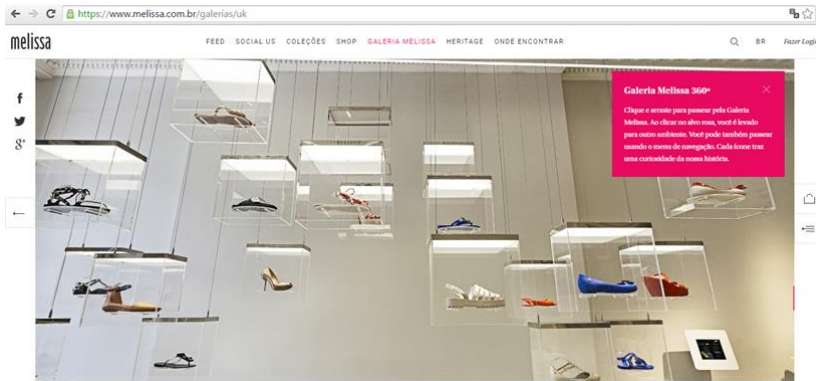 https://www.melissa.com.br/galerias/uk
melissa
FEED SOCIAL US COLEÇÕES SHOP GALERIA MELISSA HERITAGE ONDE ENCONTRAR
BR Fazer Logi
Galeria Melissa 360º
Clique e arraste para passear pela Galeria
Melissa. Ao clicar no alvo rosa, você é levado
para outro ambiente. Você pode também passear
usando o menu de navegação. Cada ícone traz
uma curiosidade da nossa história.